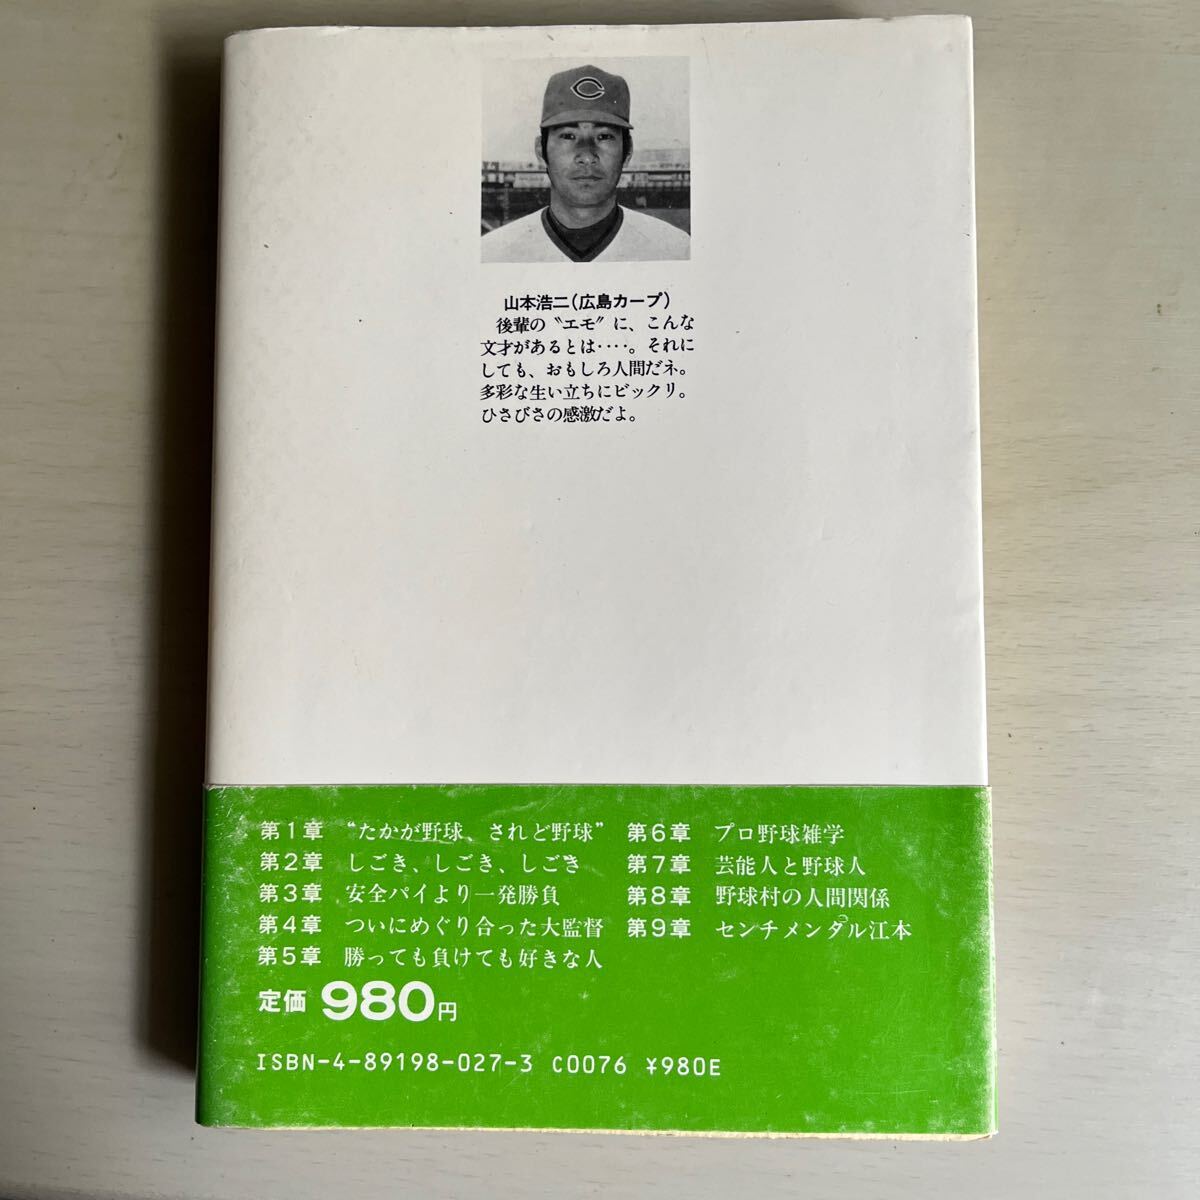 C
山本浩二(広島カープ)
後輩の〝エモ〟に、こんな
文才があるとは‥‥。それに
しても、おもしろ人間だネ。
多彩な生い立ちにビックリ。
ひさびさの感激だよ。
第1章 “たかが野球、されど野球”
第2章 しごき、しごき、しごき
第3章 安全パイより一発勝負
第4章 ついにめぐり合った大監督
第5章 勝っても負けても好きな人
第6章 プロ野球雑学
第7章 芸能人と野球人
第8章 野球村の人間関係
第9章 センチメンタル江本
定価 980円
ISBN-4-89198-027-3 C0076 ¥980E